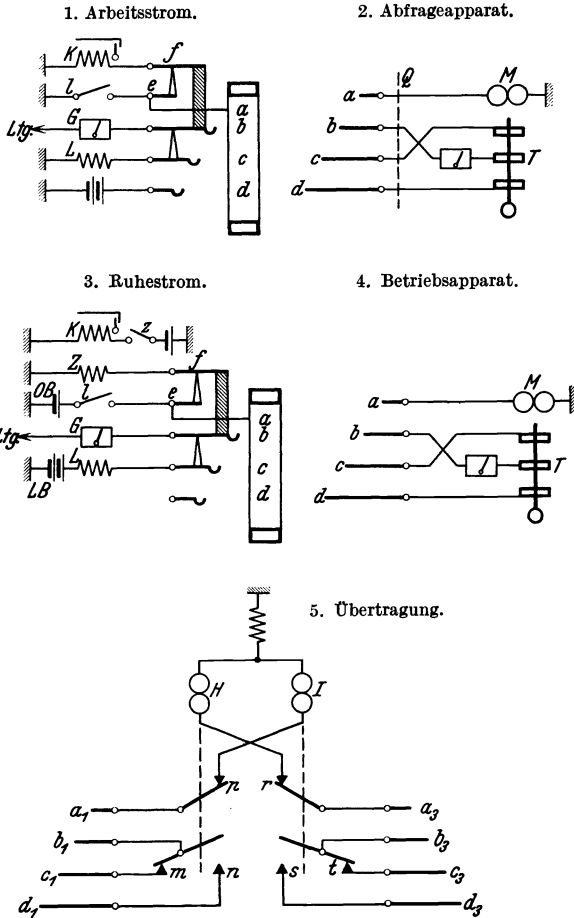 1. Arbeitsstrom.
2. Abfrageapparat.
K
f
l
e
a
Ltg.
G
b
L
c
d
Q
M
a
b
c
T
d
3. Ruhestrom.
4. Betriebsapparat.
K
z
Z
f
OB
l
e
a
Ltg.
G
b
L
c
LB
d
M
a
b
c
T
d
5. Übertragung.
H
I
p
r
a1
a3
b1
b3
c1
m
n
s
t
c3
d1
d3